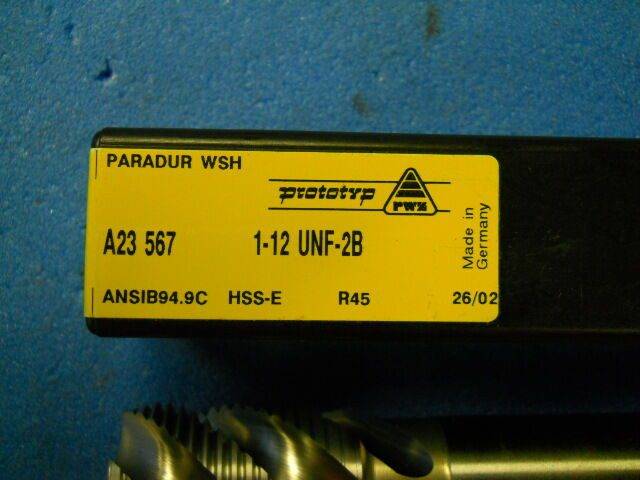 PARADUR WSH
prototyp
PWZ
A23 567 1-12 UNF-2B
Made in
Germany
ANSIB94.9C HSS-E R45 26/02